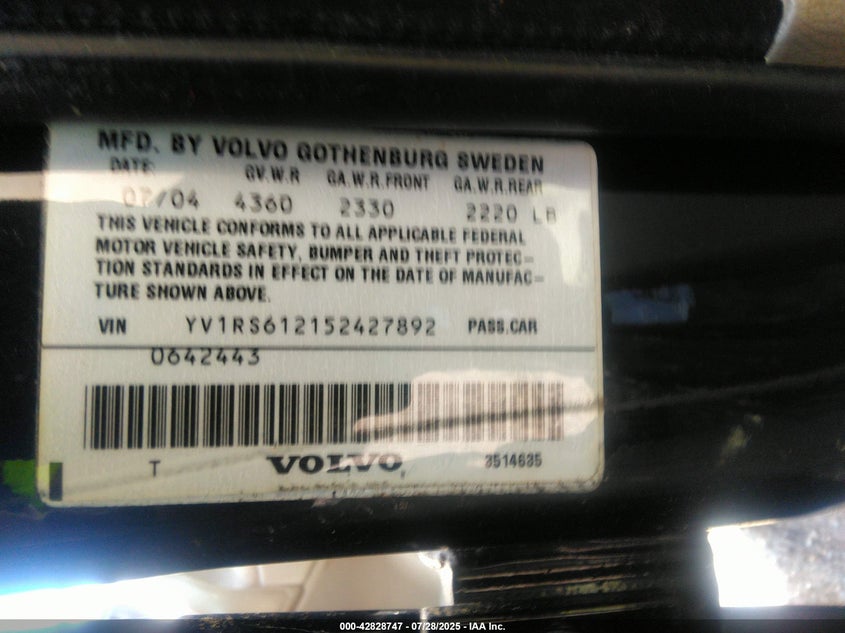 MFD. BY VOLVO GOTHENBURG SWEDEN
DATE: GV.W.R GA.W.R.FRONT GA.W.R.REAR
07/04 4360 2330 2220 LB
THIS VEHICLE CONFORMS TO ALL APPLICABLE FEDERAL
MOTOR VEHICLE SAFETY, BUMPER AND THEFT PROTEC-
TION STANDARDS IN EFFECT ON THE DATE OF MANUFAC-
TURE SHOWN ABOVE.
VIN YV1RS612152427892 PASS.CAR
0642443
T VOLVO 3514635
000-42828747 - 07/28/2025 - IAA Inc.